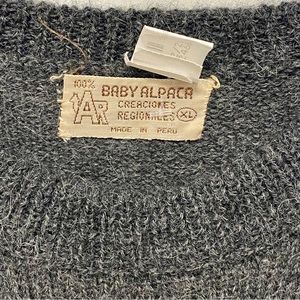 100% BABY ALPACA
AR CREACIONES
REGIONALES XL
MADE IN PERU